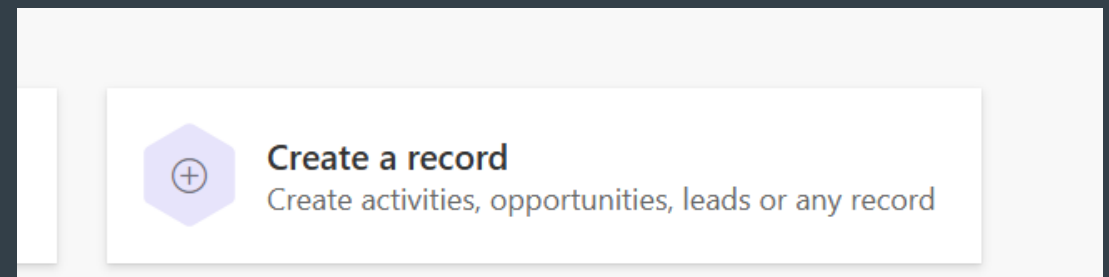 Create a record
Create activities, opportunities, leads or any record